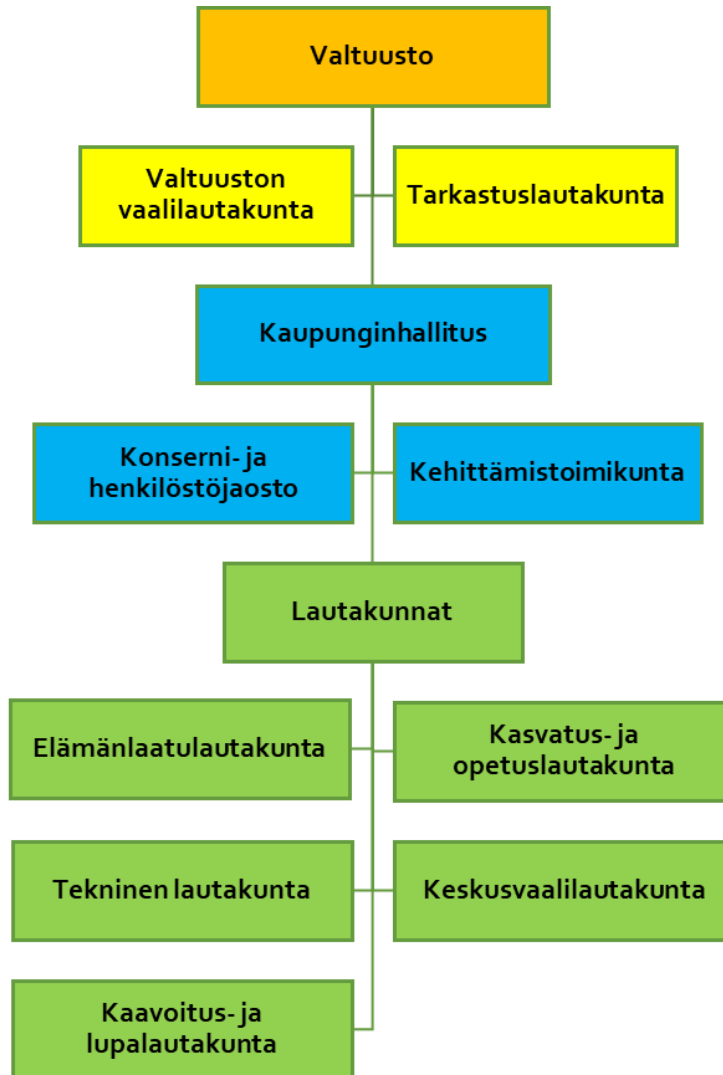 Valtuusto
Valtuuston
vaalilautakunta
Tarkastuslautakunta
Kaupunginhallitus
Konserni- ja
henkilöstöjaosto
Kehittämistoimikunta
Lautakunnat
Elämänlaatulautakunta
Kasvatus- ja
opetuslautakunta
Tekninen lautakunta
Keskusvaalilautakunta
Kaavoitus- ja
lupalautakunta